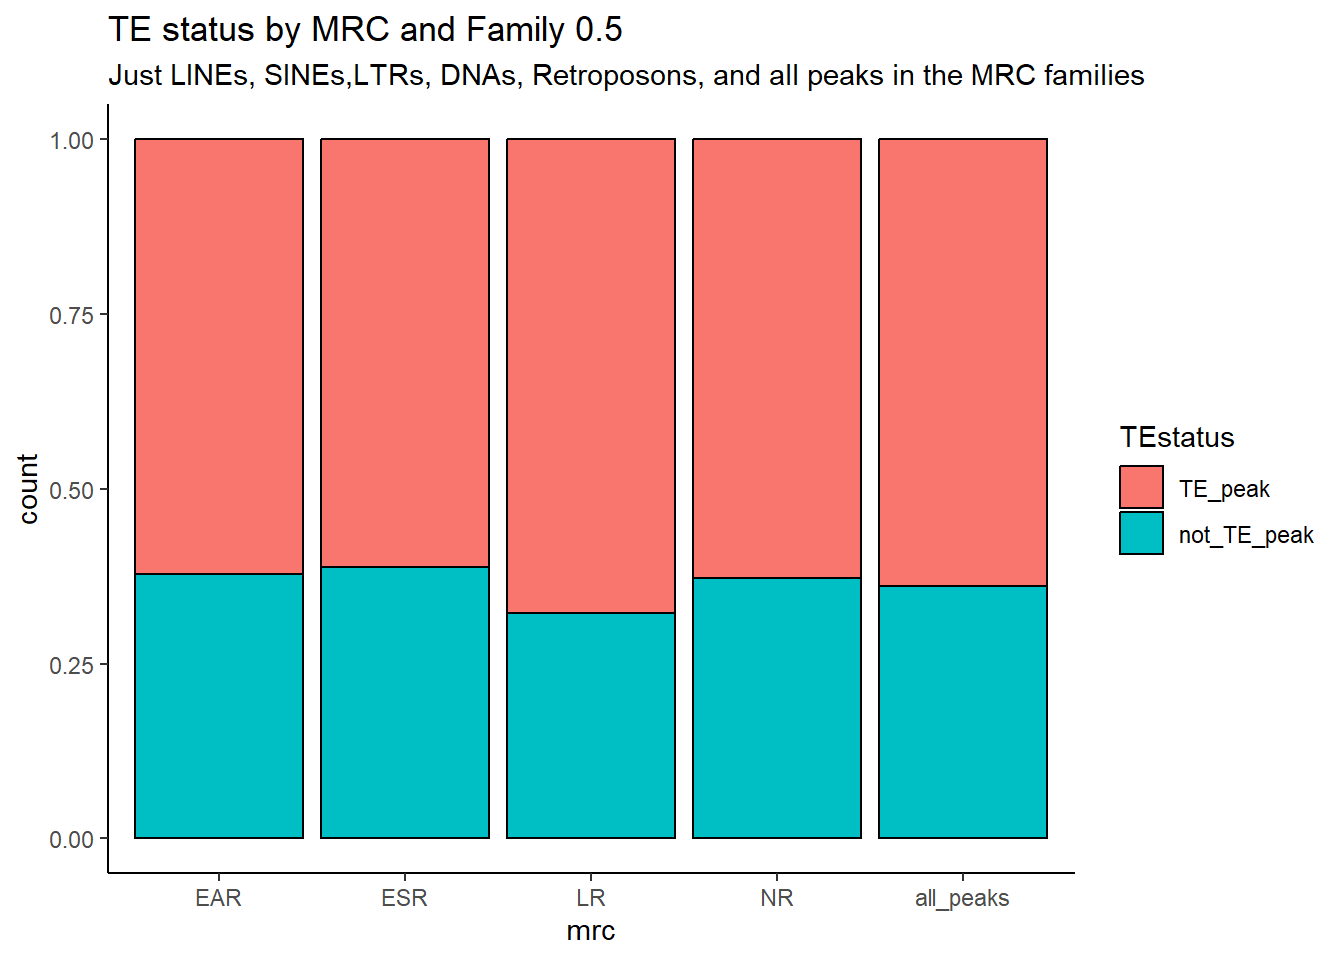 TE status by MRC and Family 0.5
Just LINEs, SINEs,LTRs, DNAs, Retroposons, and all peaks in the MRC families
1.00
0.75
0.50
0.25
0.00
count
EAR
ESR
LR
NR
all_peaks
mrc
TEstatus
TE_peak
not_TE_peak